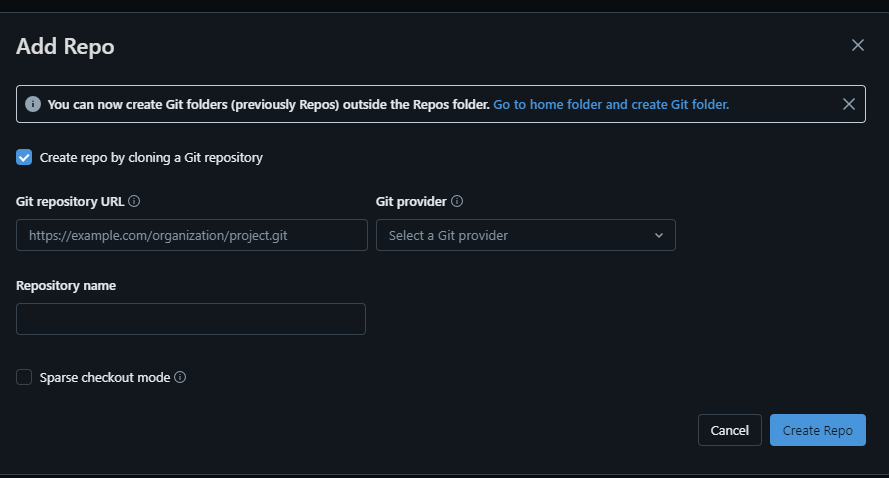 Add Repo
You can now create Git folders (previously Repos) outside the Repos folder. Go to home folder and create Git folder.
Create repo by cloning a Git repository
Git repository URL
Git provider
https://example.com/organization/project.git
Select a Git provider
Repository name
Sparse checkout mode
Cancel
Create Repo